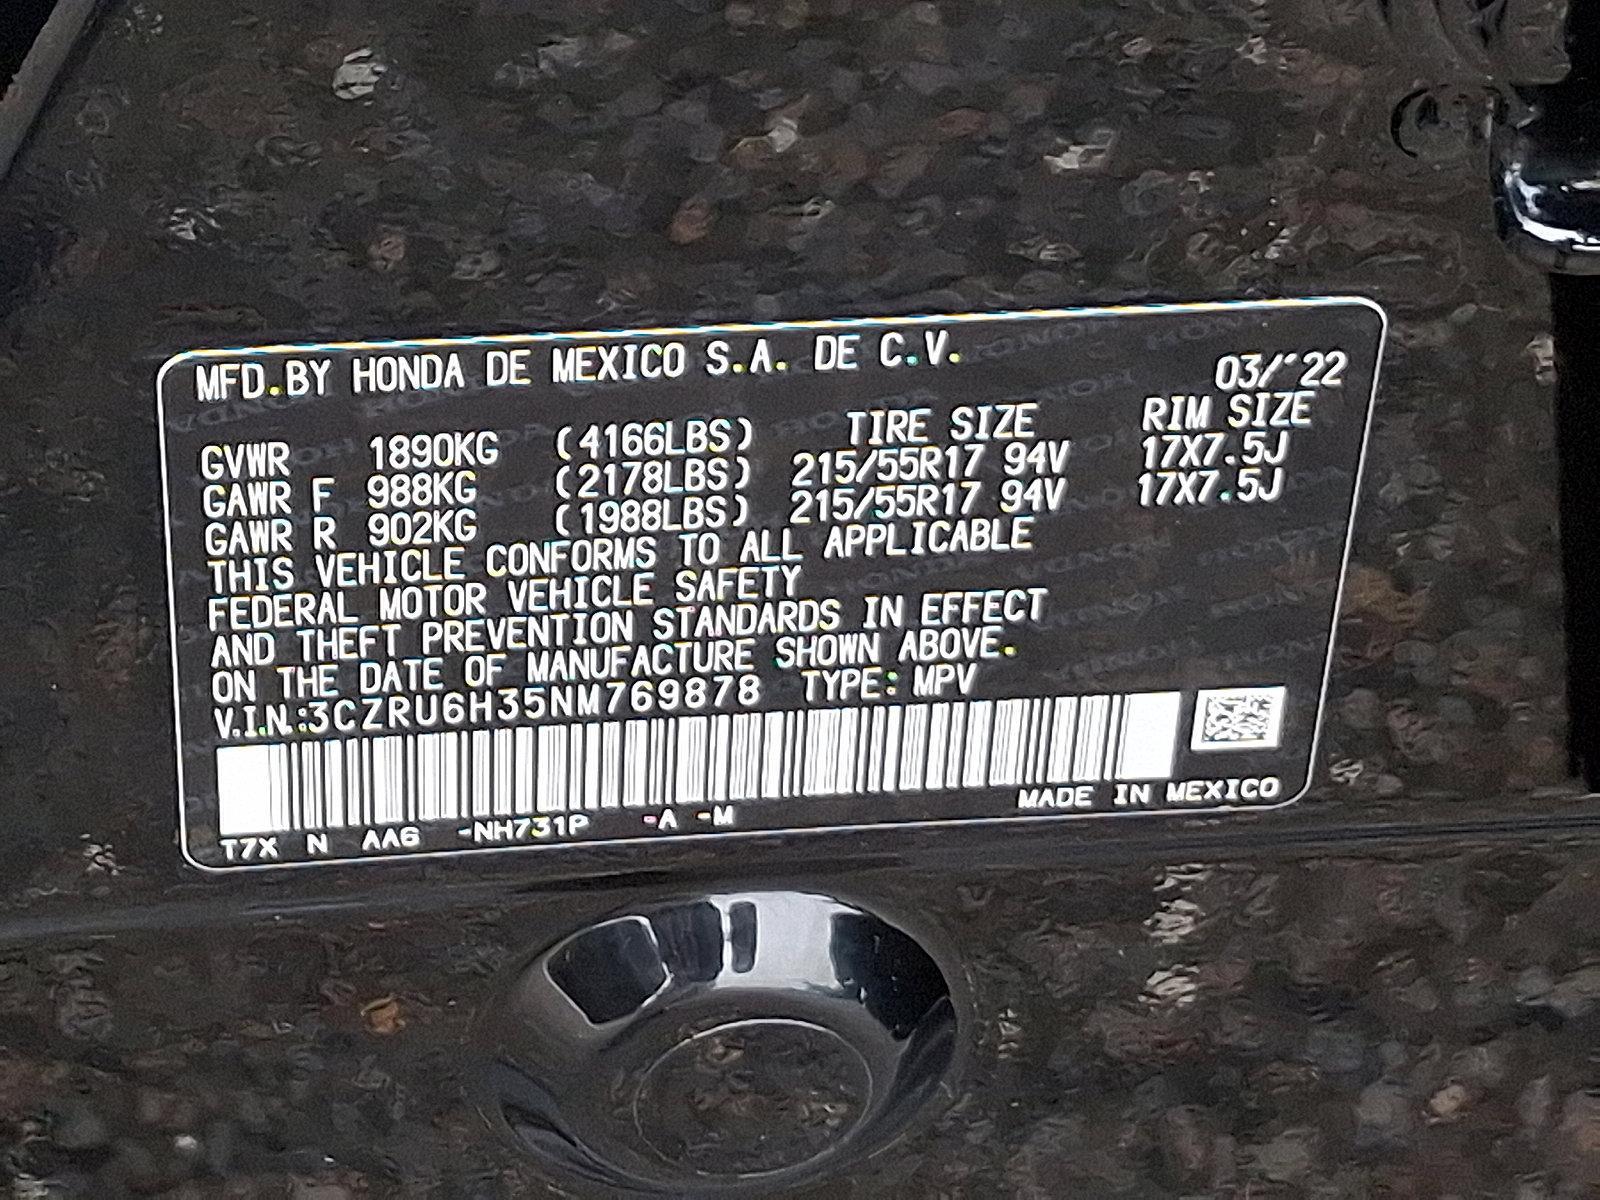 MFD.BY HONDA DE MEXICO S.A. DE C.V. 03/'22
GVWR 1890KG (4166LBS) TIRE SIZE RIM SIZE
GAWR F 988KG (2178LBS) 215/55R17 94V 17X7.5J
GAWR R 902KG (1988LBS) 215/55R17 94V 17X7.5J
THIS VEHICLE CONFORMS TO ALL APPLICABLE
FEDERAL MOTOR VEHICLE SAFETY
AND THEFT PREVENTION STANDARDS IN EFFECT
ON THE DATE OF MANUFACTURE SHOWN ABOVE.
V.I.N.:3CZRU6H35NM769878 TYPE: MPV
T7X N AA6 -NH731P -A -M MADE IN MEXICO